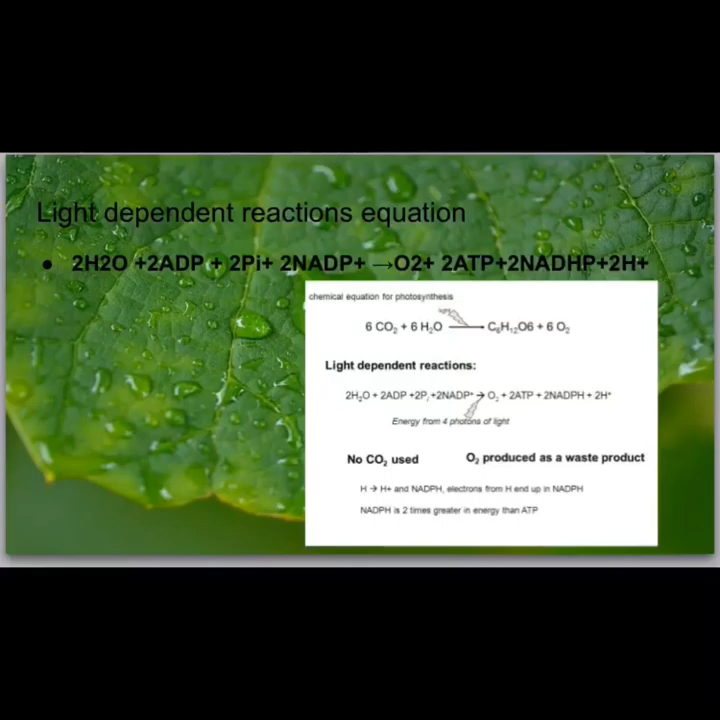 Light dependent reactions equation
● 2H2O +2ADP + 2Pi+ 2NADP+ →O2+ 2ATP+2NADHP+2H+
chemical equation for photosynthesis
6 CO₂ + 6 H₂O ⟶ C₆H₁₂O6 + 6 O₂
Light dependent reactions:
2H₂O + 2ADP +2Pᵢ +2NADP⁺ → O₂ + 2ATP + 2NADPH + 2H⁺
Energy from 4 photons of light
No CO₂ used
O₂ produced as a waste product
H → H+ and NADPH, electrons from H end up in NADPH
NADPH is 2 times greater in energy than ATP